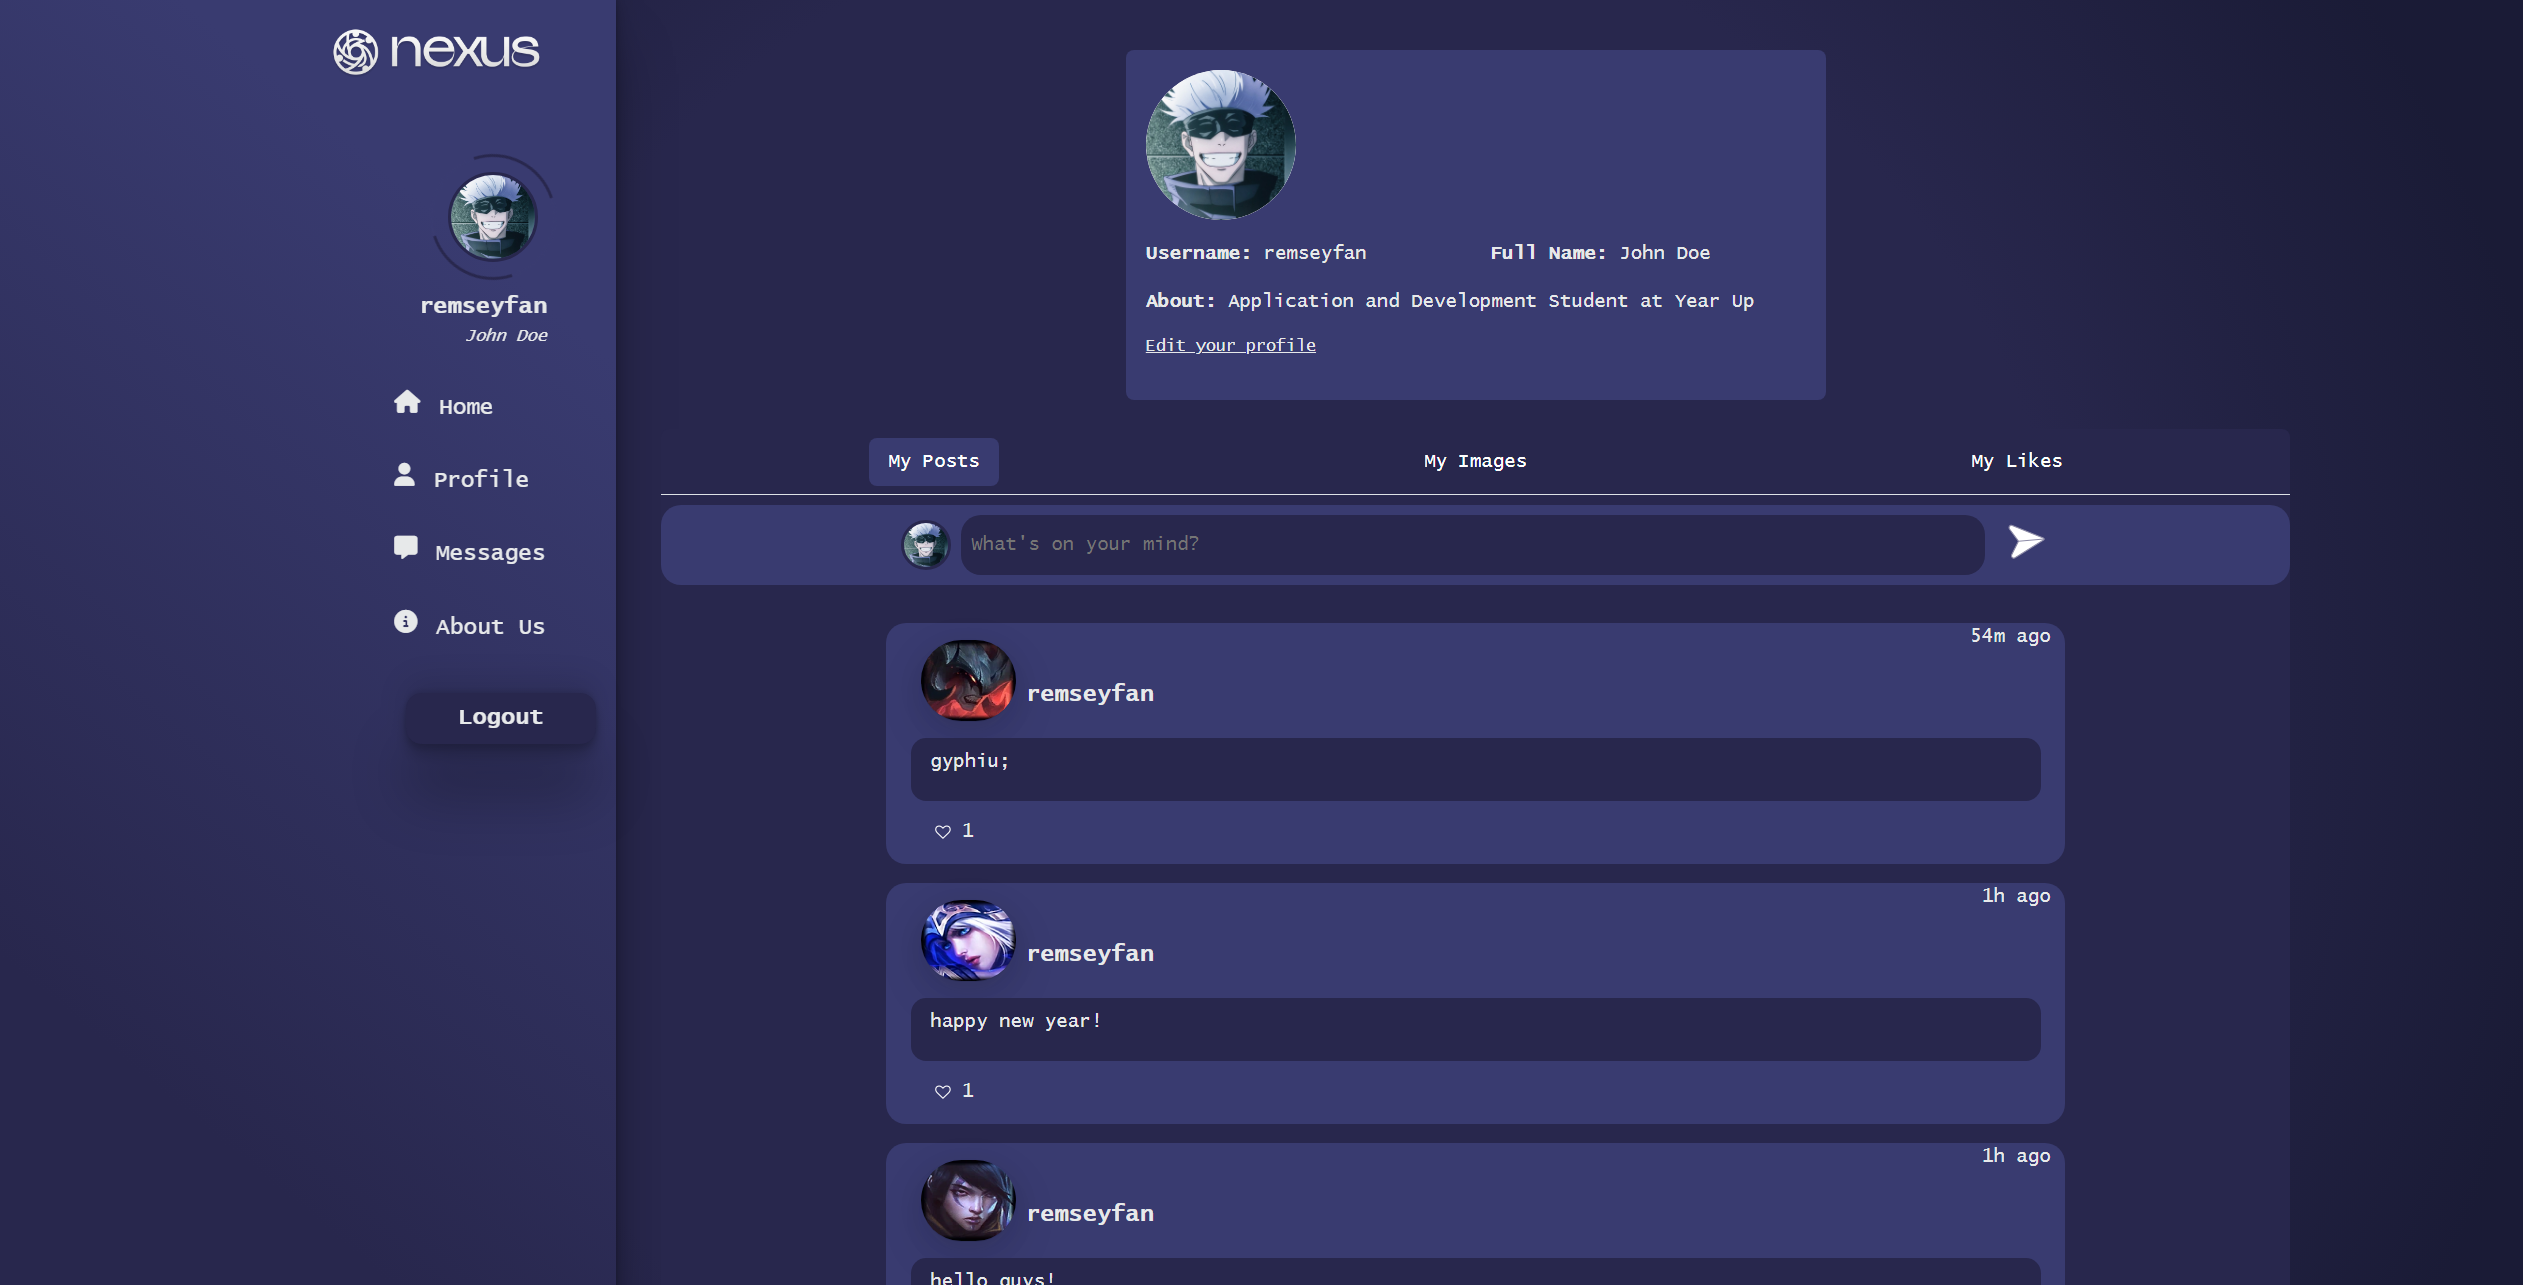 nexus
remseyfan
John Doe
Home
Profile
Messages
About Us
Logout
Username: remseyfan
Full Name: John Doe
About: Application and Development Student at Year Up
Edit your profile
My Posts
My Images
My Likes
What's on your mind?
54m ago
remseyfan
gyphiu;
1
1h ago
remseyfan
happy new year!
1
1h ago
remseyfan
hello guys!